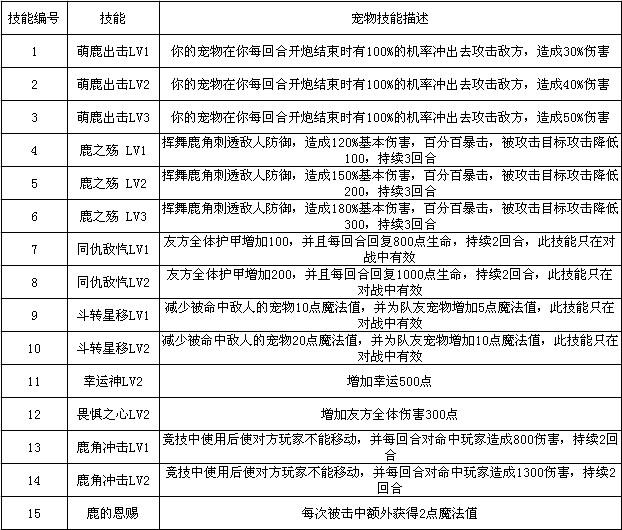 技能编号 技能 宠物技能描述
1 萌鹿出击LV1 你的宠物在你每回合开炮结束时有100%的机率冲出去攻击敌方，造成30%伤害
2 萌鹿出击LV2 你的宠物在你每回合开炮结束时有100%的机率冲出去攻击敌方，造成40%伤害
3 萌鹿出击LV3 你的宠物在你每回合开炮结束时有100%的机率冲出去攻击敌方，造成50%伤害
4 鹿之殇 LV1 挥舞鹿角刺透敌人防御，造成120%基本伤害，百分百暴击，被攻击目标攻击降低
100，持续3回合
5 鹿之殇 LV2 挥舞鹿角刺透敌人防御，造成150%基本伤害，百分百暴击，被攻击目标攻击降低
200，持续3回合
6 鹿之殇 LV3 挥舞鹿角刺透敌人防御，造成180%基本伤害，百分百暴击，被攻击目标攻击降低
300，持续3回合
7 同仇敌忾LV1 友方全体护甲增加100，并且每回合回复800点生命，持续2回合，此技能只在对
战中有效
8 同仇敌忾LV2 友方全体护甲增加200，并且每回合回复1000点生命，持续2回合，此技能只在
对战中有效
9 斗转星移LV1 减少被命中敌人的宠物10点魔法值，并为队友宠物增加5点魔法值，此技能只在
对战中有效
10 斗转星移LV2 减少被命中敌人的宠物20点魔法值，并为队友宠物增加10点魔法值，此技能只在
对战中有效
11 幸运神LV2 增加幸运500点
12 畏惧之心LV2 增加友方全体伤害300点
13 鹿角冲击LV1 竞技中使用后使对方玩家不能移动，并每回合对命中玩家造成800伤害，持续2回
合
14 鹿角冲击LV2 竞技中使用后使对方玩家不能移动，并每回合对命中玩家造成1300伤害，持续2
回合
15 鹿的恩赐 每次被击中额外获得2点魔法值